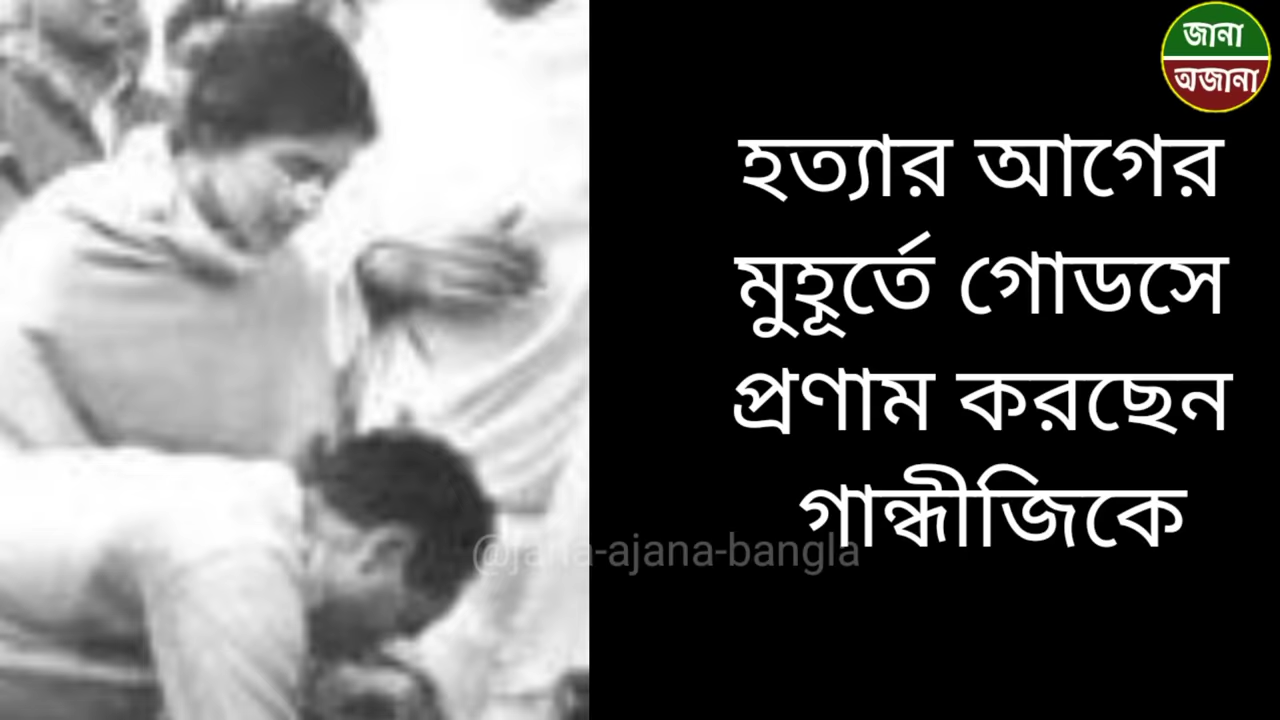 জানা
অজানা
হত্যার আগের
মুহূর্তে গোডসে
প্রণাম করছেন
গান্ধীজিকে
@jana-ajana-bangla